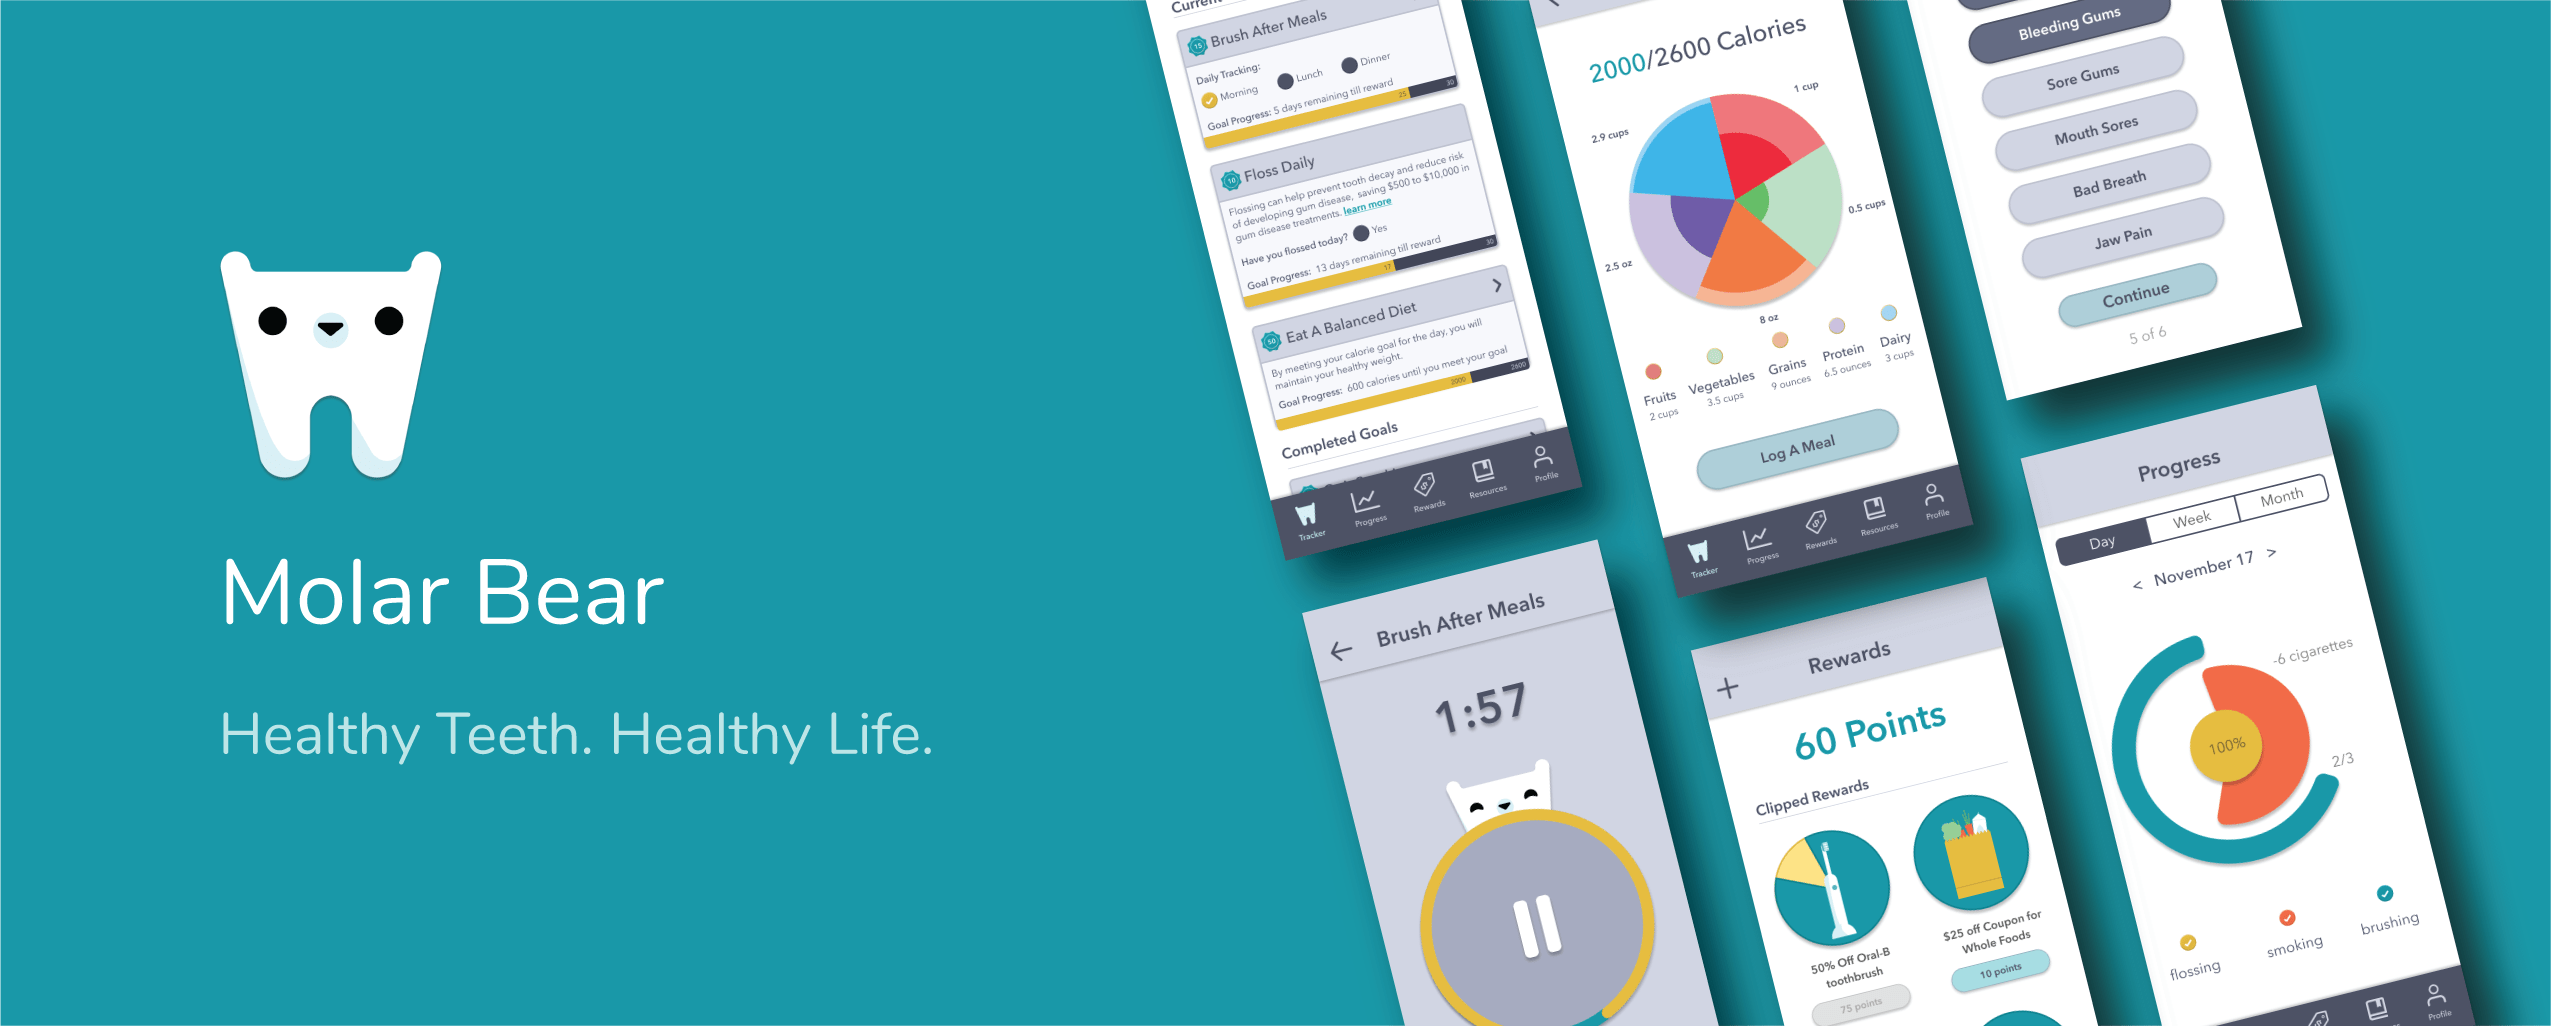 Molar Bear
Healthy Teeth. Healthy Life.
Current
15
Brush After Meals
Daily Tracking:
Morning
Lunch
Dinner
Goal Progress: 5 days remaining till reward
25
30
10
Floss Daily
Flossing can help prevent tooth decay and reduce risk
of developing gum disease, saving $500 to $10,000 in
gum disease treatments. learn more
Have you flossed today?
Yes
Goal Progress: 13 days remaining till reward
17
30
50
Eat A Balanced Diet
By meeting your calorie goal for the day, you will
maintain your healthy weight.
Goal Progress: 600 calories until you meet your goal
2000
2600
Completed Goals
Tracker
Progress
Rewards
Resources
Profile
2000/2600 Calories
1 cup
2.9 cups
0.5 cups
2.5 oz
8 oz
Fruits
2 cups
Vegetables
3.5 cups
Grains
9 ounces
Protein
6.5 ounces
Dairy
3 cups
Log A Meal
Tracker
Progress
Rewards
Resources
Profile
Bleeding Gums
Sore Gums
Mouth Sores
Bad Breath
Jaw Pain
Continue
5 of 6
Brush After Meals
1:57
Rewards
60 Points
Clipped Rewards
50% Off Oral-B
toothbrush
75 points
$25 off Coupon for
Whole Foods
10 points
Progress
Day
Week
Month
< November 17 >
-6 cigarettes
100%
2/3
flossing
smoking
brushing
Profile